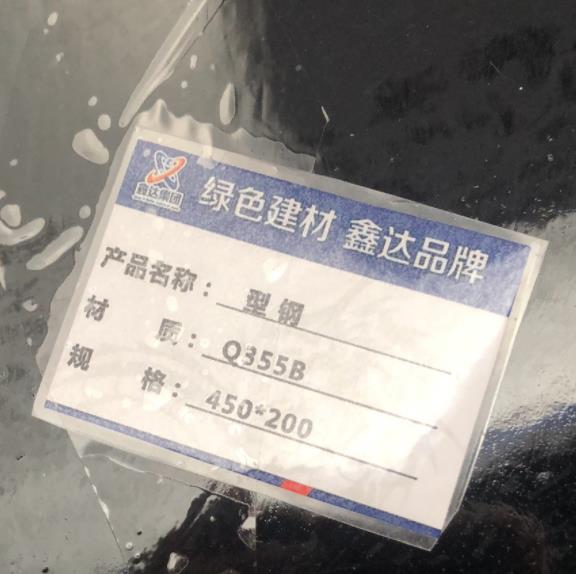 鑫达集团
绿色建材 鑫达品牌
产品名称：型钢
材质：Q355B
规格：450*200